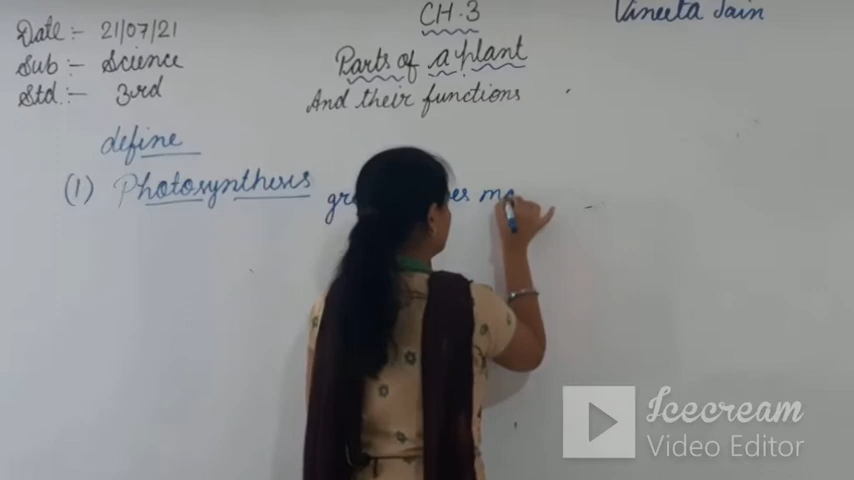 Date :- 21/07/21
Sub :- Science
Std :- 3rd
CH.3
Parts of a plant
And their functions
Vineeta Jain
define
(1) Photosynthesis
Icecream
Video Editor